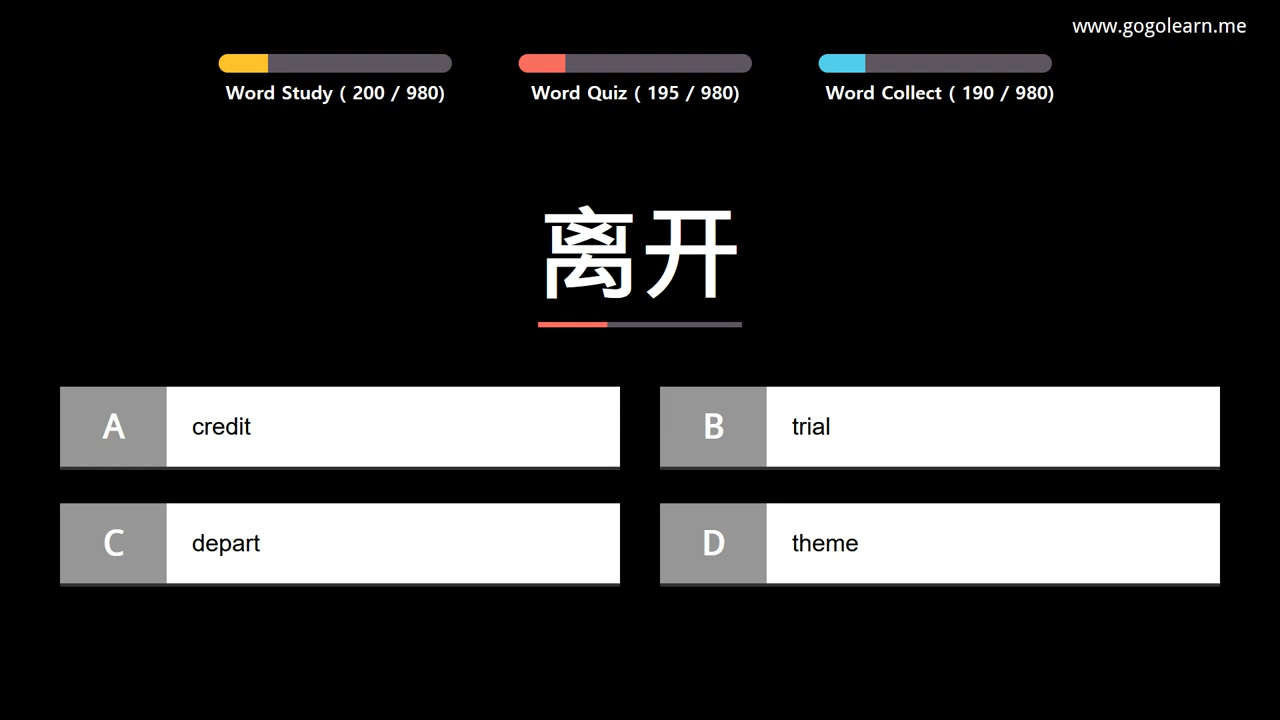 www.gogolearn.me
Word Study ( 200 / 980)
Word Quiz ( 195 / 980)
Word Collect ( 190 / 980)
离开
A credit
B trial
C depart
D theme